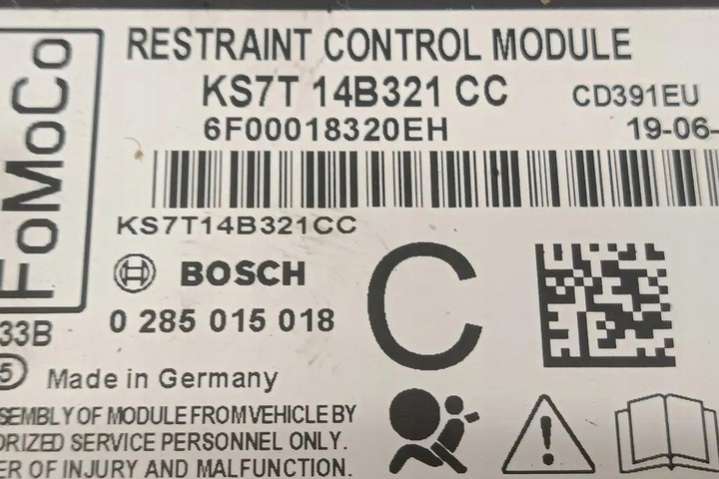 FoMoCo
RESTRAINT CONTROL MODULE
KS7T 14B321 CC
CD391EU
6F00018320EH
19-06-
KS7T14B321CC
BOSCH
C
0 285 015 018
33B
5
Made in Germany
SEMBLY OF MODULE FROM VEHICLE BY
ORIZED SERVICE PERSONNEL ONLY.
ER OF INJURY AND MALFUNCTION.